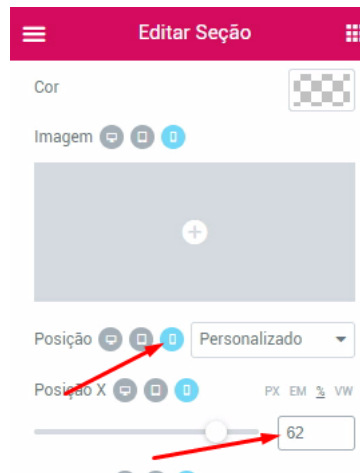 Editar Seção
Cor
Imagem
Posição Personalizado
Posição X PX EM % VW
62